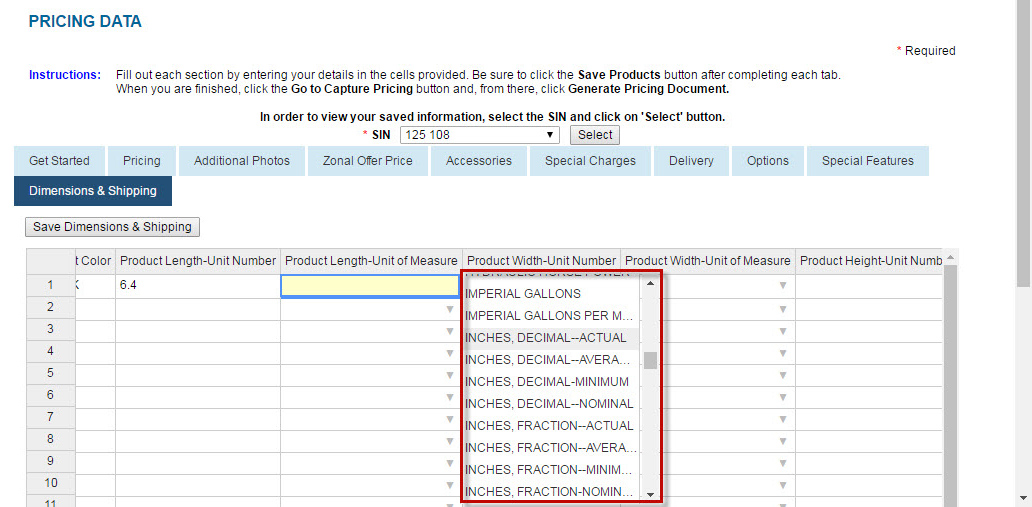 PRICING DATA
* Required
Instructions: Fill out each section by entering your details in the cells provided. Be sure to click the Save Products button after completing each tab.
When you are finished, click the Go to Capture Pricing button and, from there, click Generate Pricing Document.
In order to view your saved information, select the SIN and click on 'Select' button.
* SIN 125 108 Select
Get Started Pricing Additional Photos Zonal Offer Price Accessories Special Charges Delivery Options Special Features
Dimensions & Shipping
Save Dimensions & Shipping
t Color Product Length-Unit Number Product Length-Unit of Measure Product Width-Unit Number Product Width-Unit of Measure Product Height-Unit Numb
HYDRAULIC HORSE POWER
1 K 6.4
IMPERIAL GALLONS
2
IMPERIAL GALLONS PER M...
3
INCHES, DECIMAL--ACTUAL
4
INCHES, DECIMAL--AVERA...
5
INCHES, DECIMAL-MINIMUM
6
INCHES, DECIMAL--NOMINAL
7
INCHES, FRACTION--ACTUAL
8
INCHES, FRACTION--AVERA...
9
INCHES, FRACTION--MINIM...
10
INCHES, FRACTION-NOMIN...
11